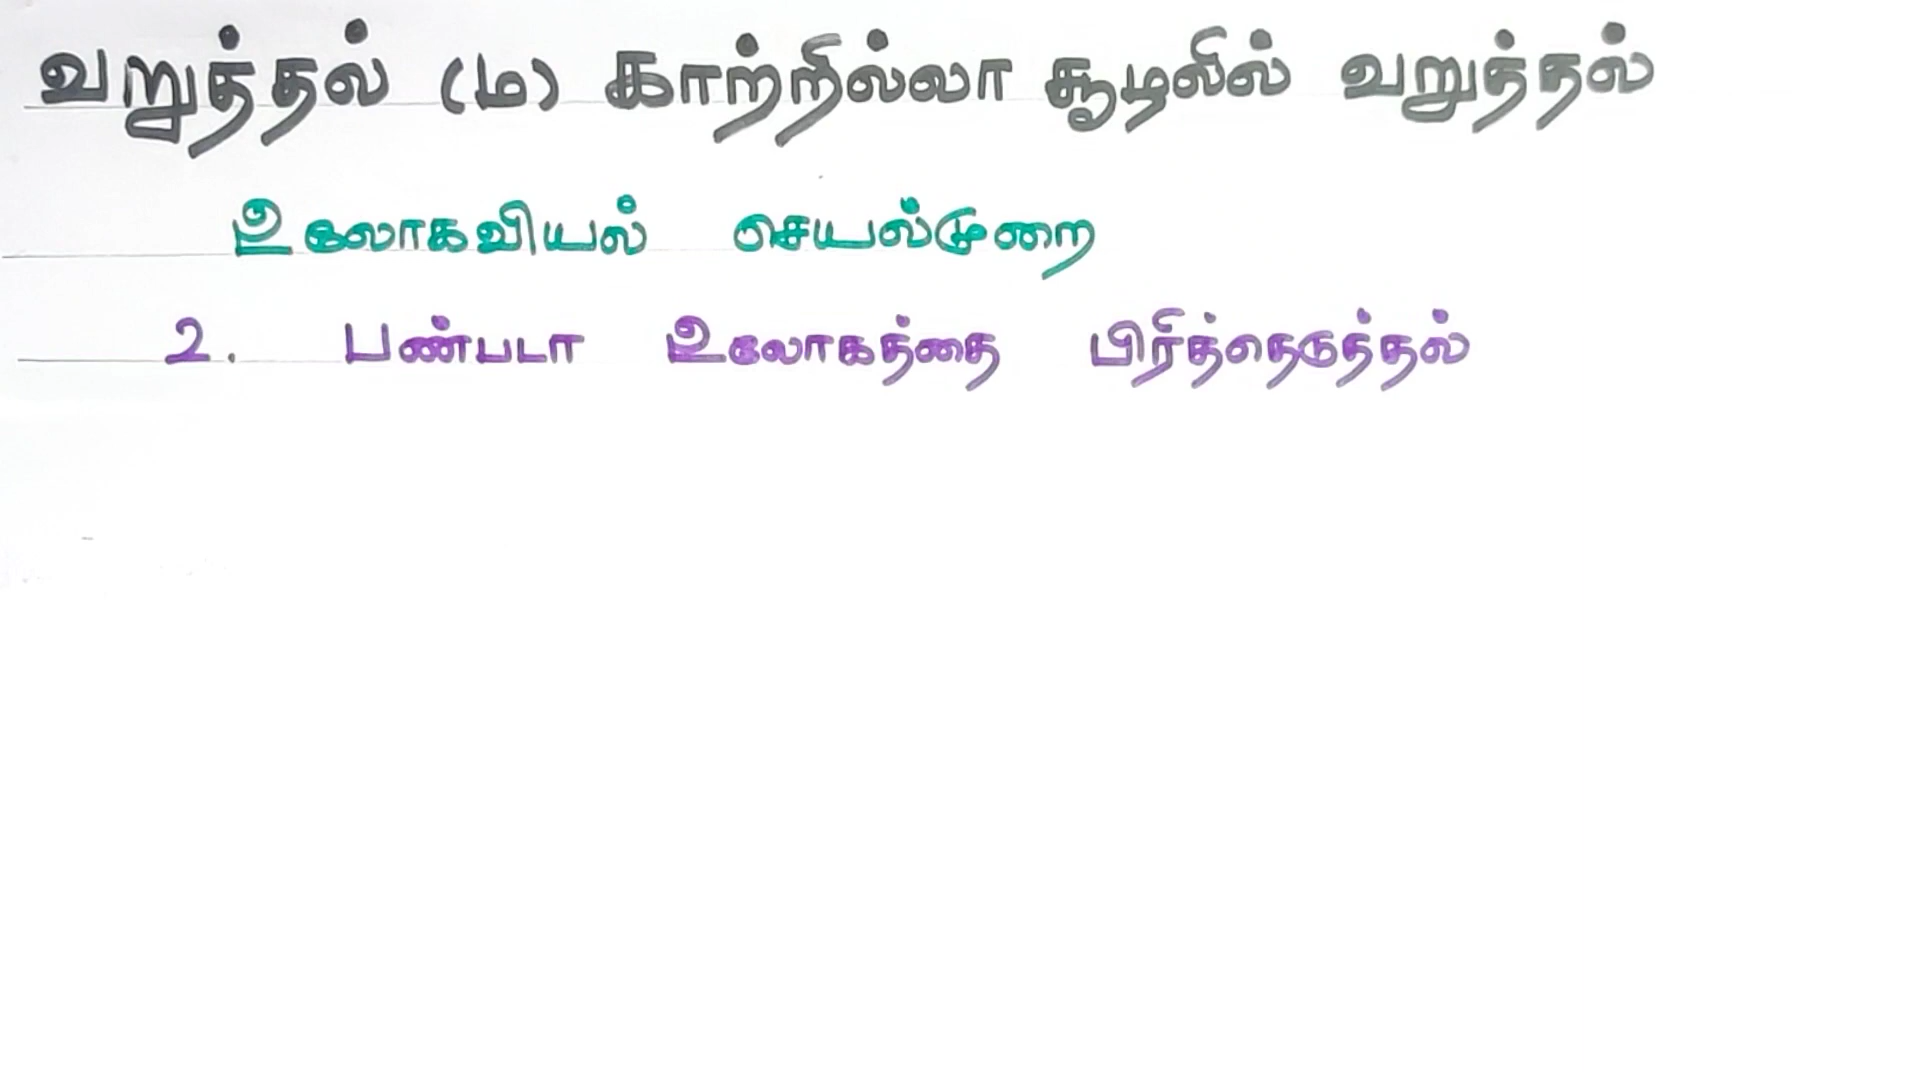 வறுத்தல் (ம) காற்றில்லா சூழலில் வறுத்தல்
உலோகவியல் செயல்முறை
2. பண்படா உலோகத்தை பிரித்தெடுத்தல்